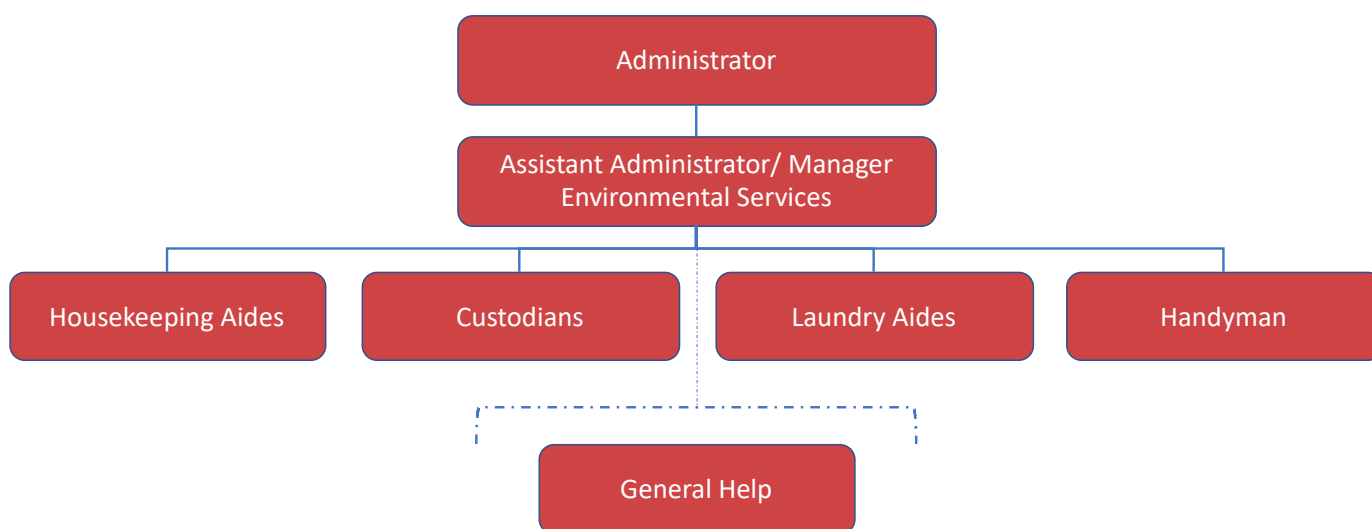 Administrator
Assistant Administrator/ Manager
Environmental Services
Housekeeping Aides
Custodians
Laundry Aides
Handyman
General Help